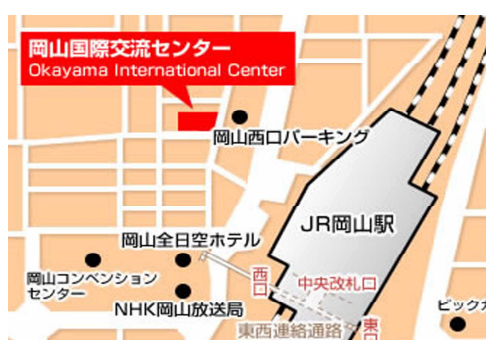 岡山国際交流センター
Okayama International Center
岡山西口パーキング
JR岡山駅
岡山全日空ホテル
岡山コンベンション
センター
西口
中央改札口
NHK岡山放送局
ビックカ
東西連絡通路
東口